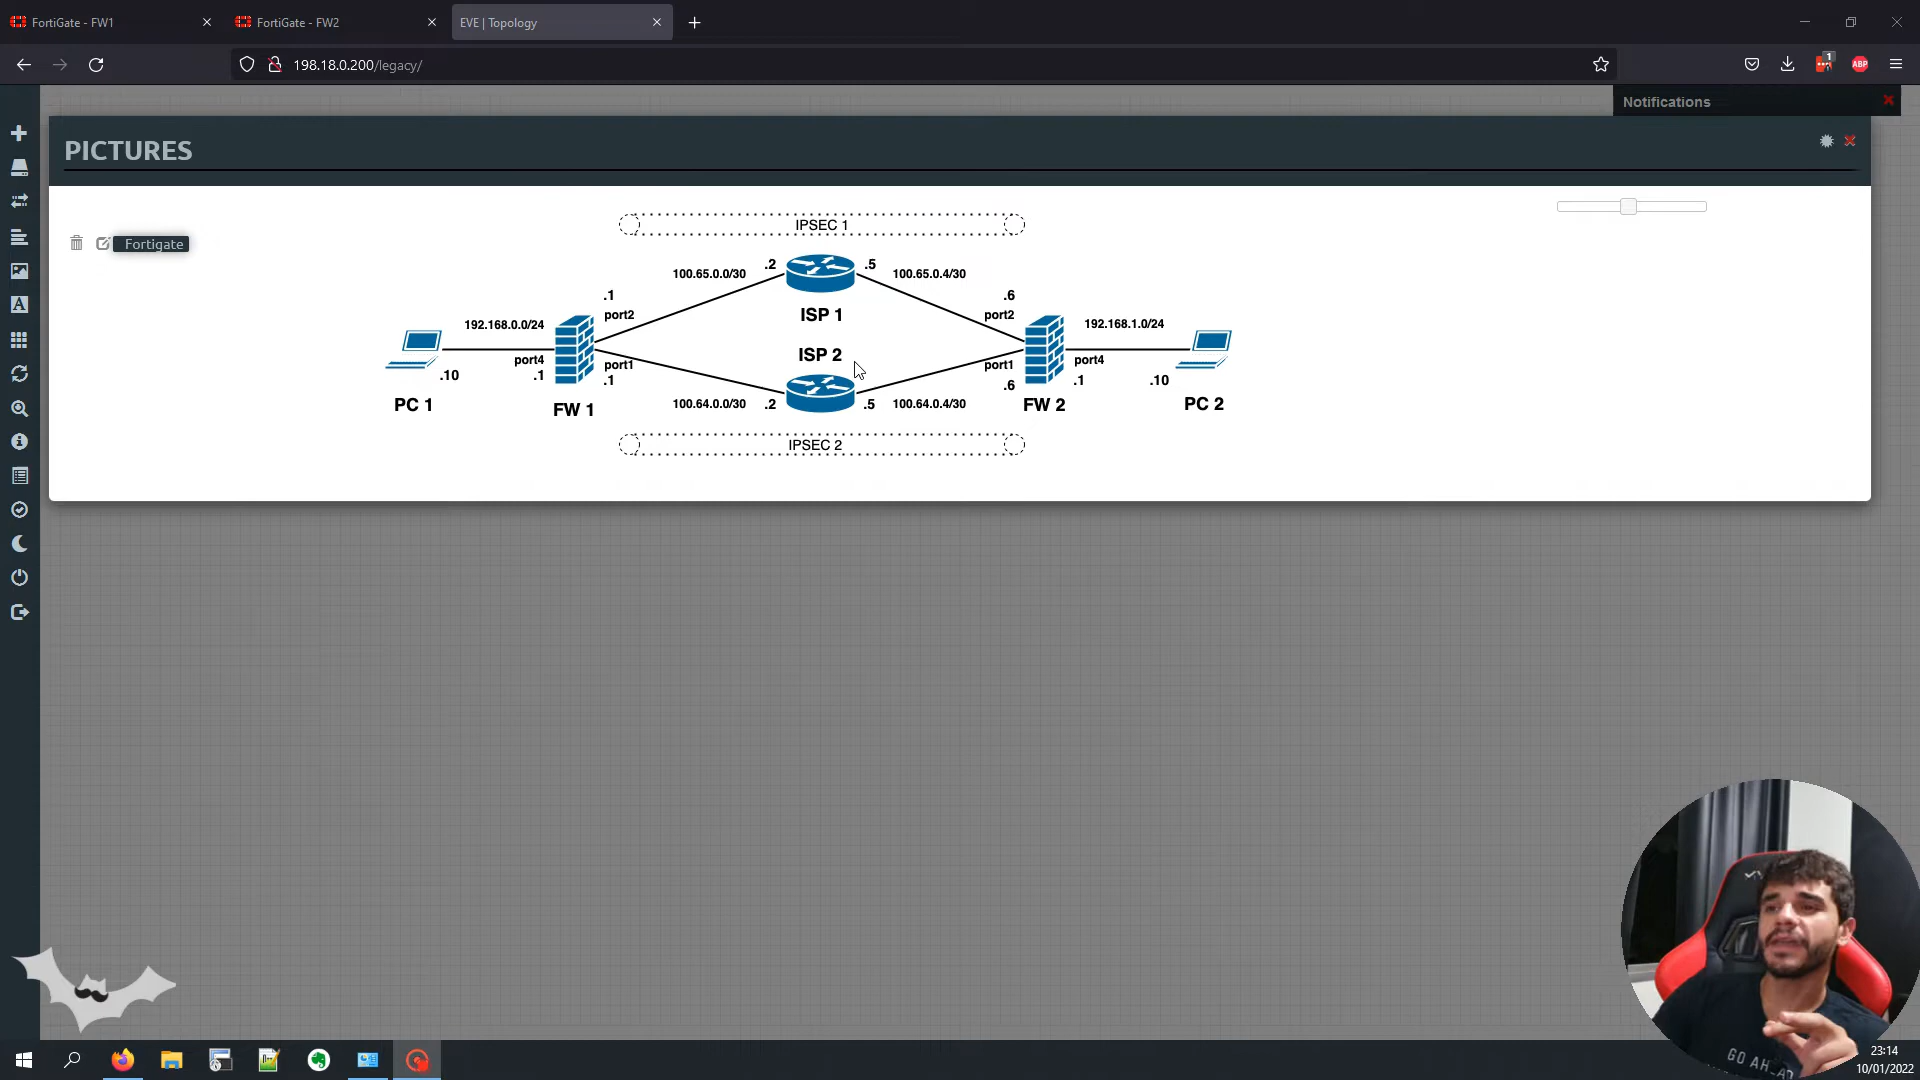 FortiGate - FW1
FortiGate - FW2
EVE | Topology
198.18.0.200/legacy/
1
ABP
Notifications
PICTURES
Fortigate
IPSEC 1
100.65.0.0/30
.2
.5
100.65.0.4/30
.1
port2
ISP 1
.6
port2
192.168.0.0/24
192.168.1.0/24
ISP 2
port4
.1
port1
.1
port1
.6
port4
.1
.10
.10
PC 1
FW 1
100.64.0.0/30
.2
.5
100.64.0.4/30
FW 2
PC 2
IPSEC 2
GO AH_AD
23:14
10/01/2022